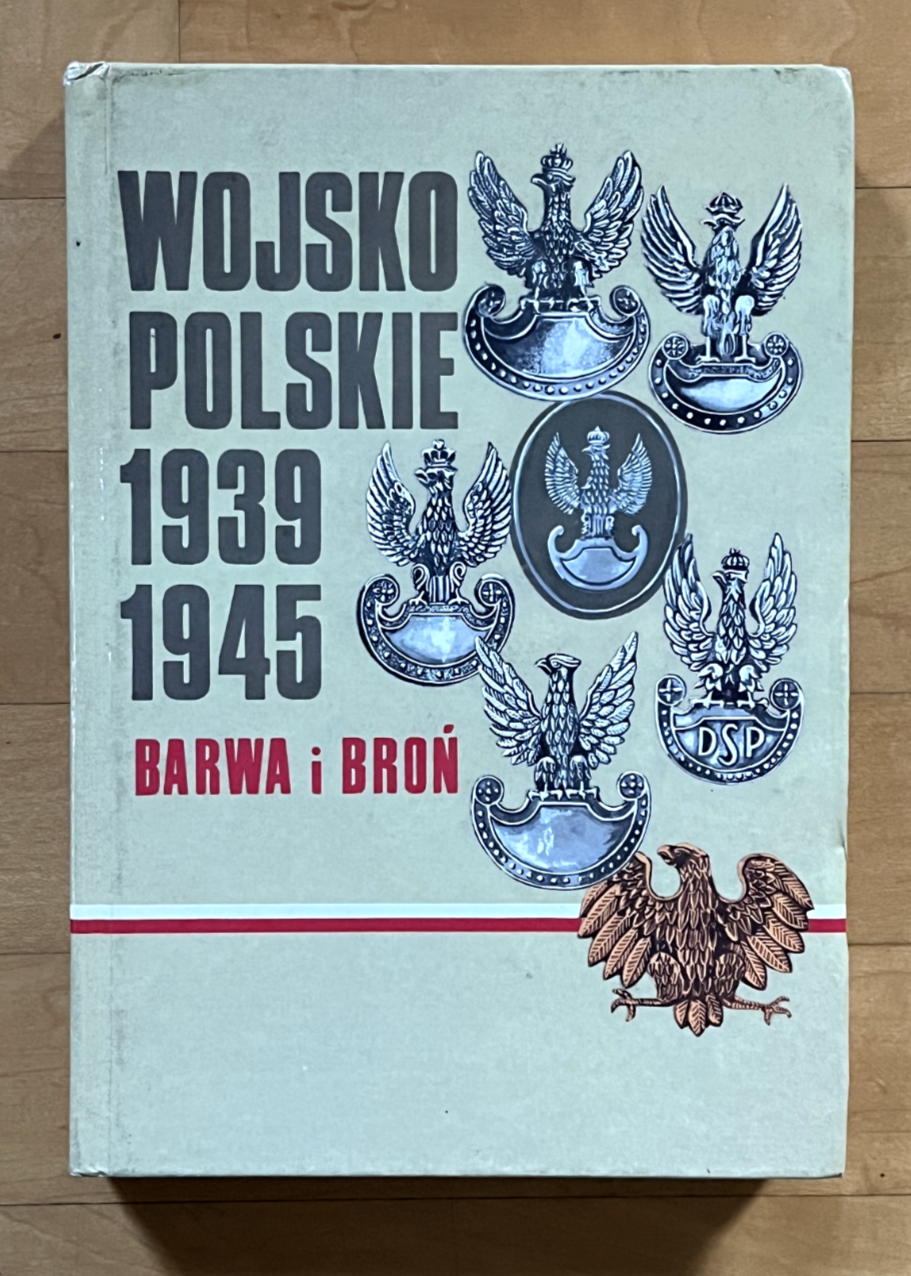 WOJSKO
POLSKIE
1939
1945
BARWA i BROŃ
DSP